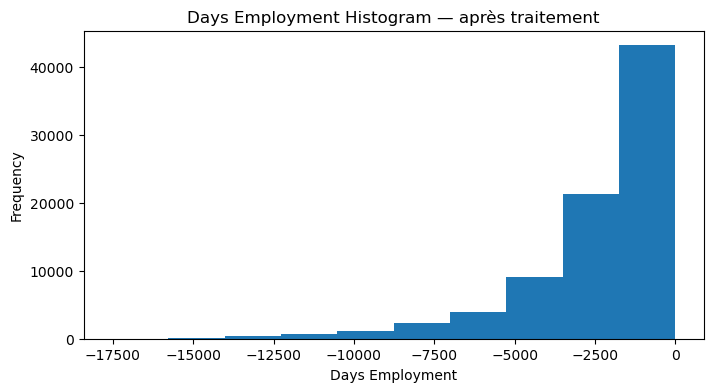 Days Employment Histogram — après traitement
Frequency
40000
30000
20000
10000
0
−17500 −15000 −12500 −10000 −7500 −5000 −2500 0
Days Employment